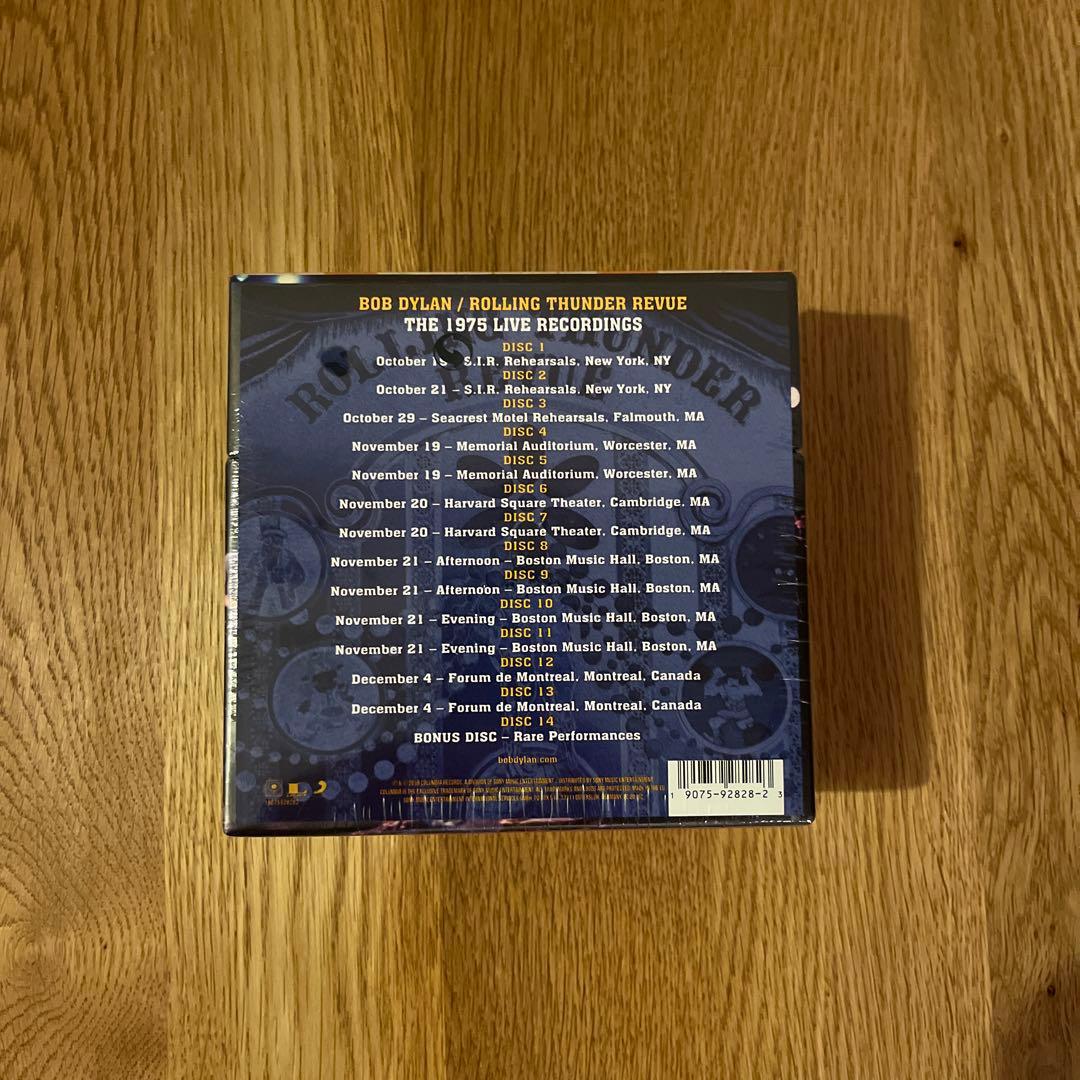 BOB DYLAN / ROLLING THUNDER REVUE
THE 1975 LIVE RECORDINGS
DISC 1
October 19 – S.I.R. Rehearsals, New York, NY
DISC 2
October 21 – S.I.R. Rehearsals, New York, NY
DISC 3
October 29 – Seacrest Motel Rehearsals, Falmouth, MA
DISC 4
November 19 – Memorial Auditorium, Worcester, MA
DISC 5
November 19 – Memorial Auditorium, Worcester, MA
DISC 6
November 20 – Harvard Square Theater, Cambridge, MA
DISC 7
November 20 – Harvard Square Theater, Cambridge, MA
DISC 8
November 21 – Afternoon – Boston Music Hall, Boston, MA
DISC 9
November 21 – Afternoon – Boston Music Hall, Boston, MA
DISC 10
November 21 – Evening – Boston Music Hall, Boston, MA
DISC 11
November 21 – Evening – Boston Music Hall, Boston, MA
DISC 12
December 4 – Forum de Montreal, Montreal, Canada
DISC 13
December 4 – Forum de Montreal, Montreal, Canada
DISC 14
BONUS DISC – Rare Performances
bobdylan.com
ROLLING THUNDER
REVUE
19075928282
1 9075-92828-2 3